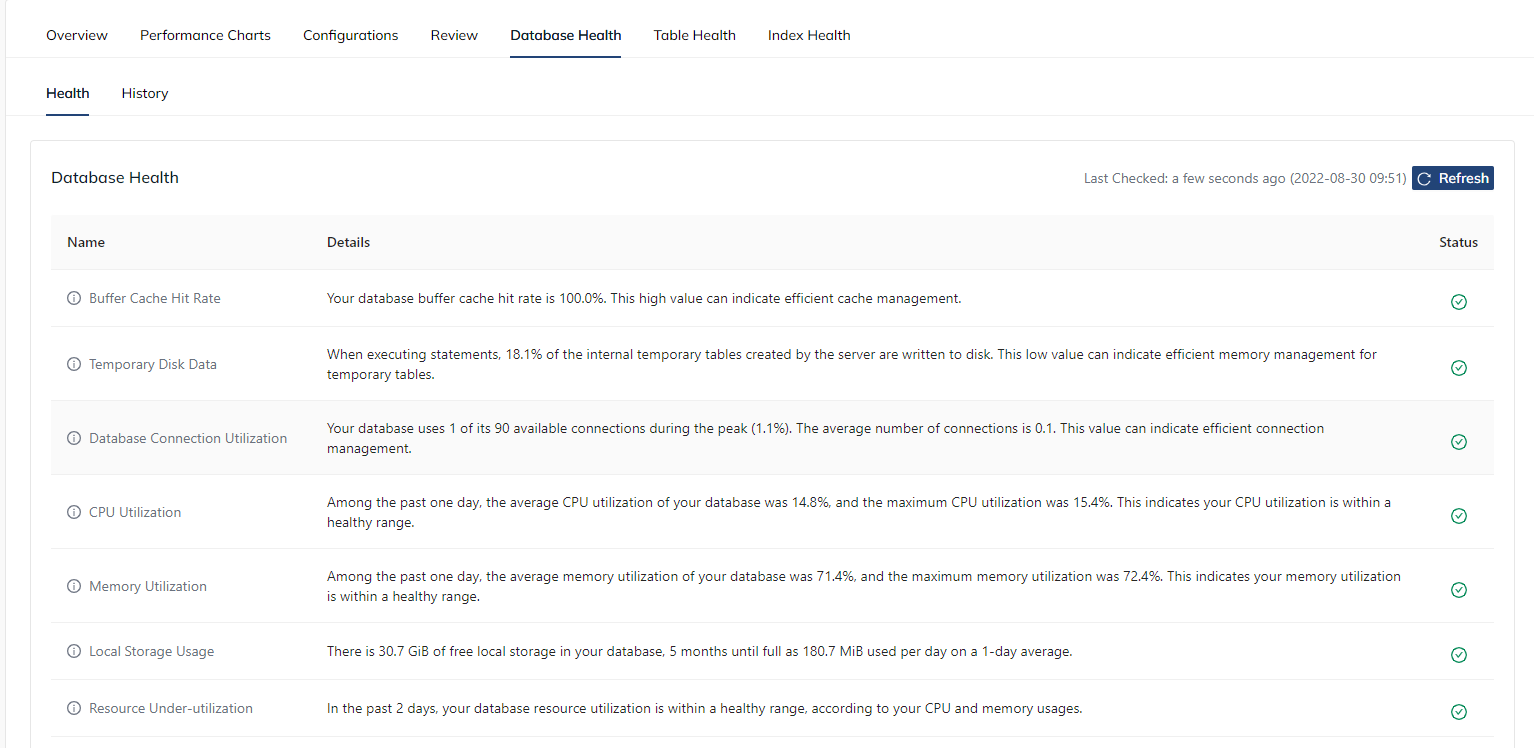 Overview Performance Charts Configurations Review Database Health Table Health Index Health
Health History
Database Health Last Checked: a few seconds ago (2022-08-30 09:51) Refresh
Name Details Status
Buffer Cache Hit Rate Your database buffer cache hit rate is 100.0%. This high value can indicate efficient cache management.
Temporary Disk Data When executing statements, 18.1% of the internal temporary tables created by the server are written to disk. This low value can indicate efficient memory management for
temporary tables.
Database Connection Utilization Your database uses 1 of its 90 available connections during the peak (1.1%). The average number of connections is 0.1. This value can indicate efficient connection
management.
CPU Utilization Among the past one day, the average CPU utilization of your database was 14.8%, and the maximum CPU utilization was 15.4%. This indicates your CPU utilization is within a
healthy range.
Memory Utilization Among the past one day, the average memory utilization of your database was 71.4%, and the maximum memory utilization was 72.4%. This indicates your memory utilization
is within a healthy range.
Local Storage Usage There is 30.7 GiB of free local storage in your database, 5 months until full as 180.7 MiB used per day on a 1-day average.
Resource Under-utilization In the past 2 days, your database resource utilization is within a healthy range, according to your CPU and memory usages.